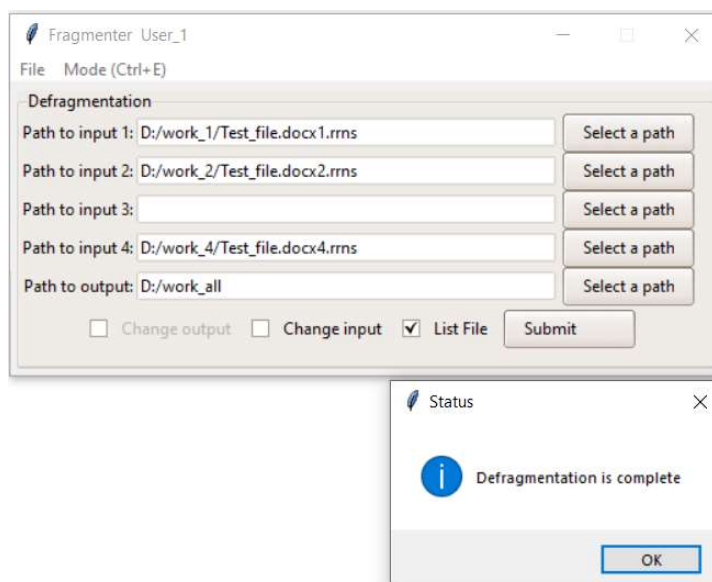 Fragmenter User_1
File Mode (Ctrl+E)
Defragmentation
Path to input 1: D:/work_1/Test_file.docx1.rrns Select a path
Path to input 2: D:/work_2/Test_file.docx2.rrns Select a path
Path to input 3: Select a path
Path to input 4: D:/work_4/Test_file.docx4.rrns Select a path
Path to output: D:/work_all Select a path
Change output Change input List File Submit
Status
Defragmentation is complete
OK